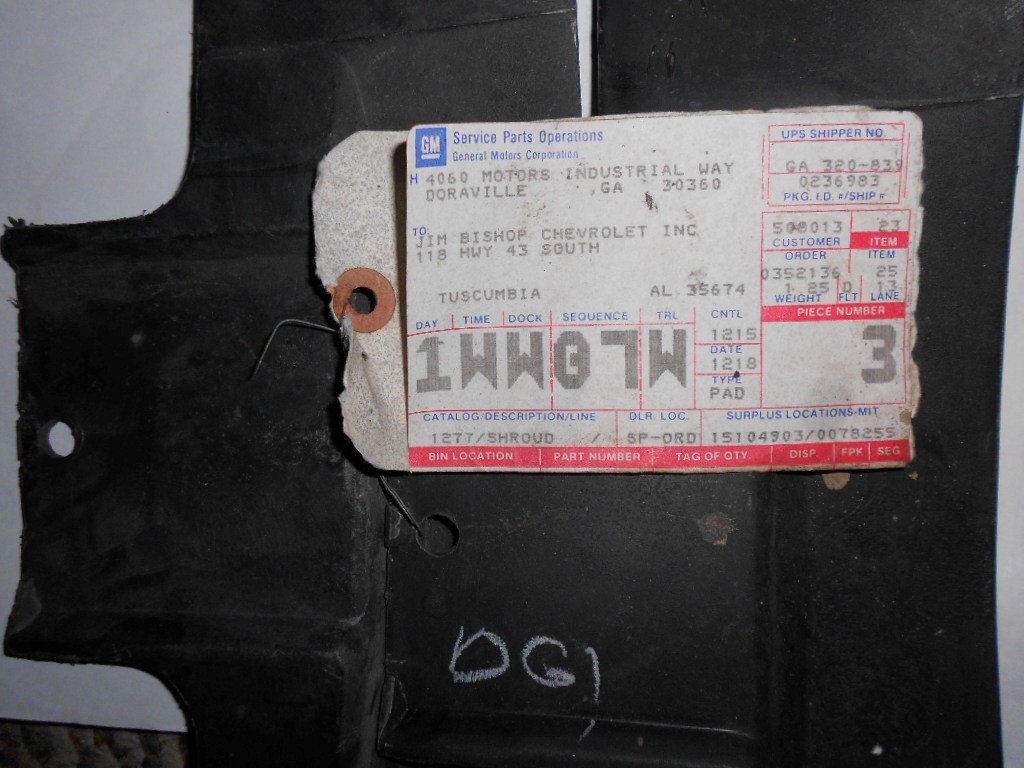 GM Service Parts Operations
General Motors Corporation
H 4060 MOTORS INDUSTRIAL WAY
DORAVILLE GA 30360
UPS SHIPPER NO.
GA 320-839
0236983
PKG. I.D. #/SHIP #
TO:
JIM BISHOP CHEVROLET INC
118 HWY 43 SOUTH
TUSCUMBIA AL 35674
508013 23
CUSTOMER ITEM
ORDER ITEM
0352136 25
1.25 D 13
WEIGHT FLT LANE
PIECE NUMBER
3
DAY TIME DOCK SEQUENCE TRL CNTL
1215
DATE
1218
TYPE
PAD
CATALOG/DESCRIPTION/LINE DLR. LOC. SURPLUS LOCATIONS-MIT
1277/SHROUD / SP-ORD 15104903/0078255
BIN LOCATION PART NUMBER TAG OF QTY. DISP. FPK SEG